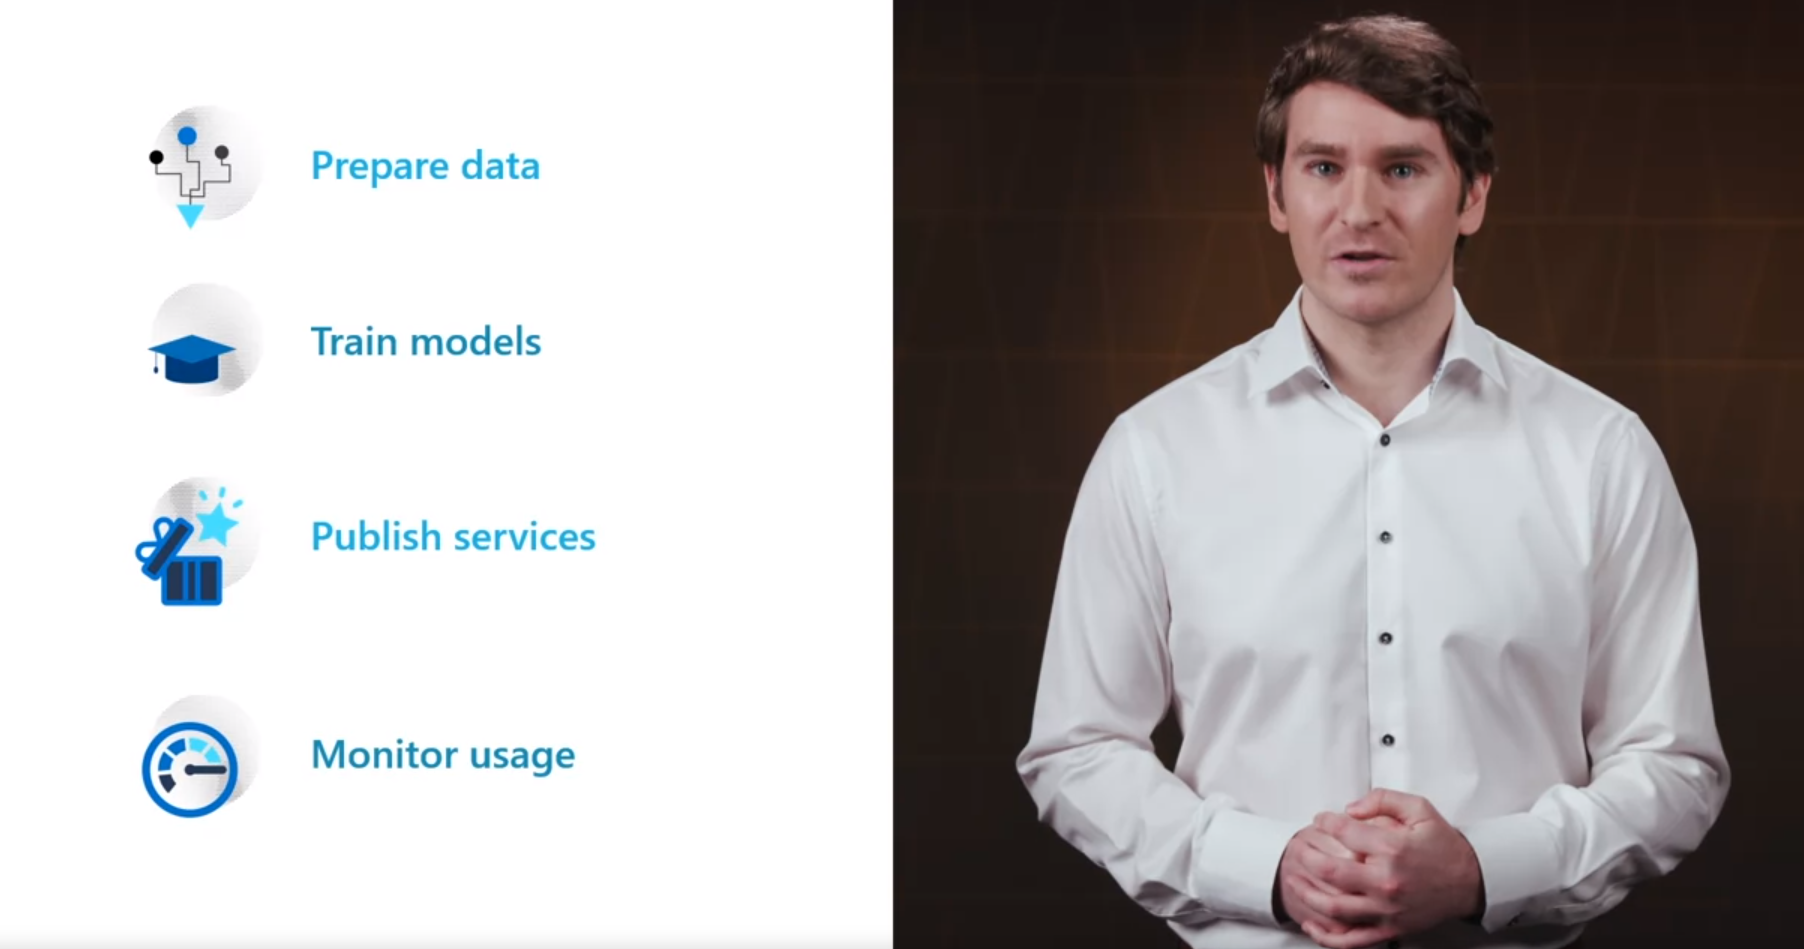 Prepare data
Train models
Publish services
Monitor usage